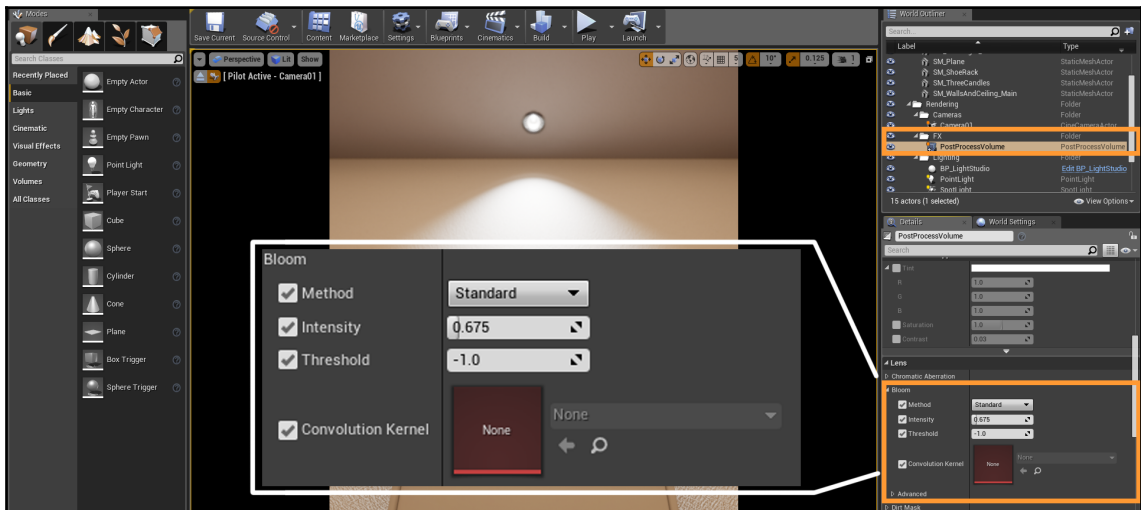 Modes
Search Classes
Recently Placed
Basic
Lights
Cinematic
Visual Effects
Geometry
Volumes
All Classes
Empty Actor
Empty Character
Empty Pawn
Point Light
Player Start
Cube
Sphere
Cylinder
Cone
Plane
Box Trigger
Sphere Trigger
Save Current
Source Control
Content
Marketplace
Settings
Blueprints
Cinematics
Build
Play
Launch
Perspective
Lit
Show
5
10°
0.125
1
[ Pilot Active - Camera01 ]
Bloom
Method Standard
Intensity 0.675
Threshold -1.0
Convolution Kernel None None
World Outliner
Search...
Label Type
SM_Plane StaticMeshActor
SM_ShoeRack StaticMeshActor
SM_ThreeCandles StaticMeshActor
SM_WallsAndCeiling_Main StaticMeshActor
Rendering Folder
Cameras Folder
Camera01 CineCameraActor
FX Folder
PostProcessVolume PostProcessVolume
Lighting Folder
BP_LightStudio Edit BP_LightStudio
PointLight PointLight
SpotLight SpotLight
15 actors (1 selected) View Options
Details World Settings
PostProcessVolume
Search
Tint
R 1.0
G 1.0
B 1.0
Saturation 1.0
Contrast 0.03
Lens
Chromatic Aberration
Bloom
Method Standard
Intensity 0.675
Threshold -1.0
Convolution Kernel None None
Advanced
Dirt Mask